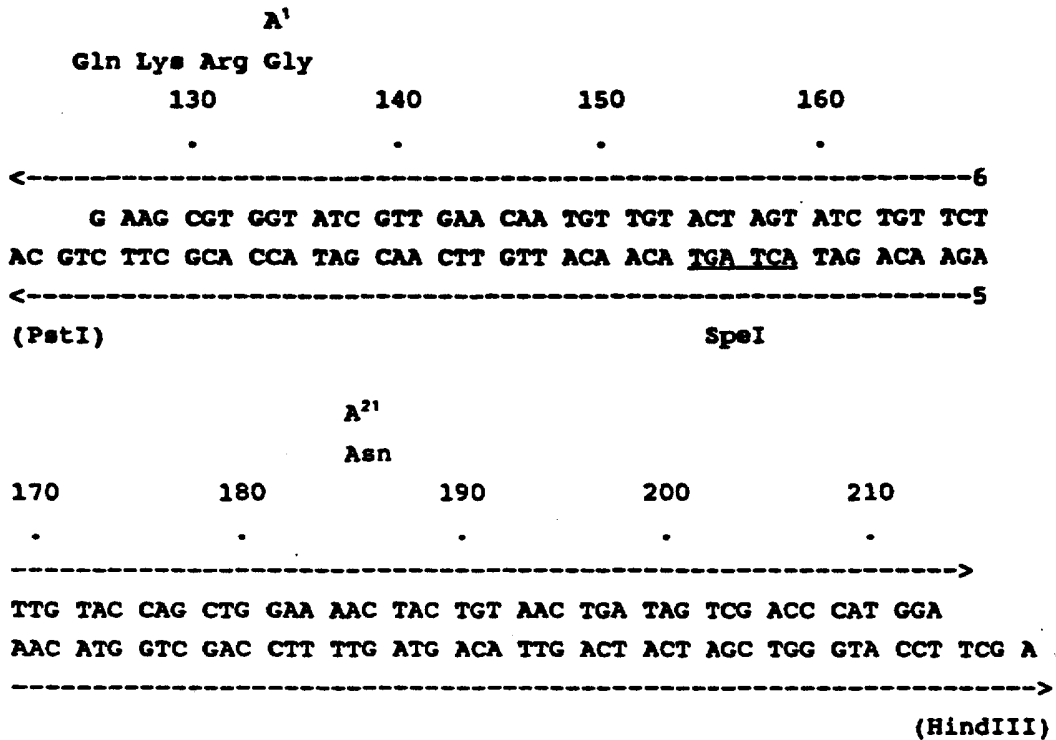 A¹
Gln Lys Arg Gly
130 140 150 160
. . . .
<----------------------------------------------6
G AAG CGT GGT ATC GTT GAA CAA TGT TGT ACT AGT ATC TGT TCT
AC GTC TTC GCA CCA TAG CAA CTT GTT ACA ACA TGA TCA TAG ACA AGA
<----------------------------------------------5
(PstI) SpeI
A²¹
Asn
170 180 190 200 210
. . . . .
---------------------------------------------->
TTG TAC CAG CTG GAA AAC TAC TGT AAC TGA TAG TCG ACC CAT GGA
AAC ATG GTC GAC CTT TTG ATG ACA TTG ACT ACT AGC TGG GTA CCT TCG A
-------------------------------------------------->
(HindIII)